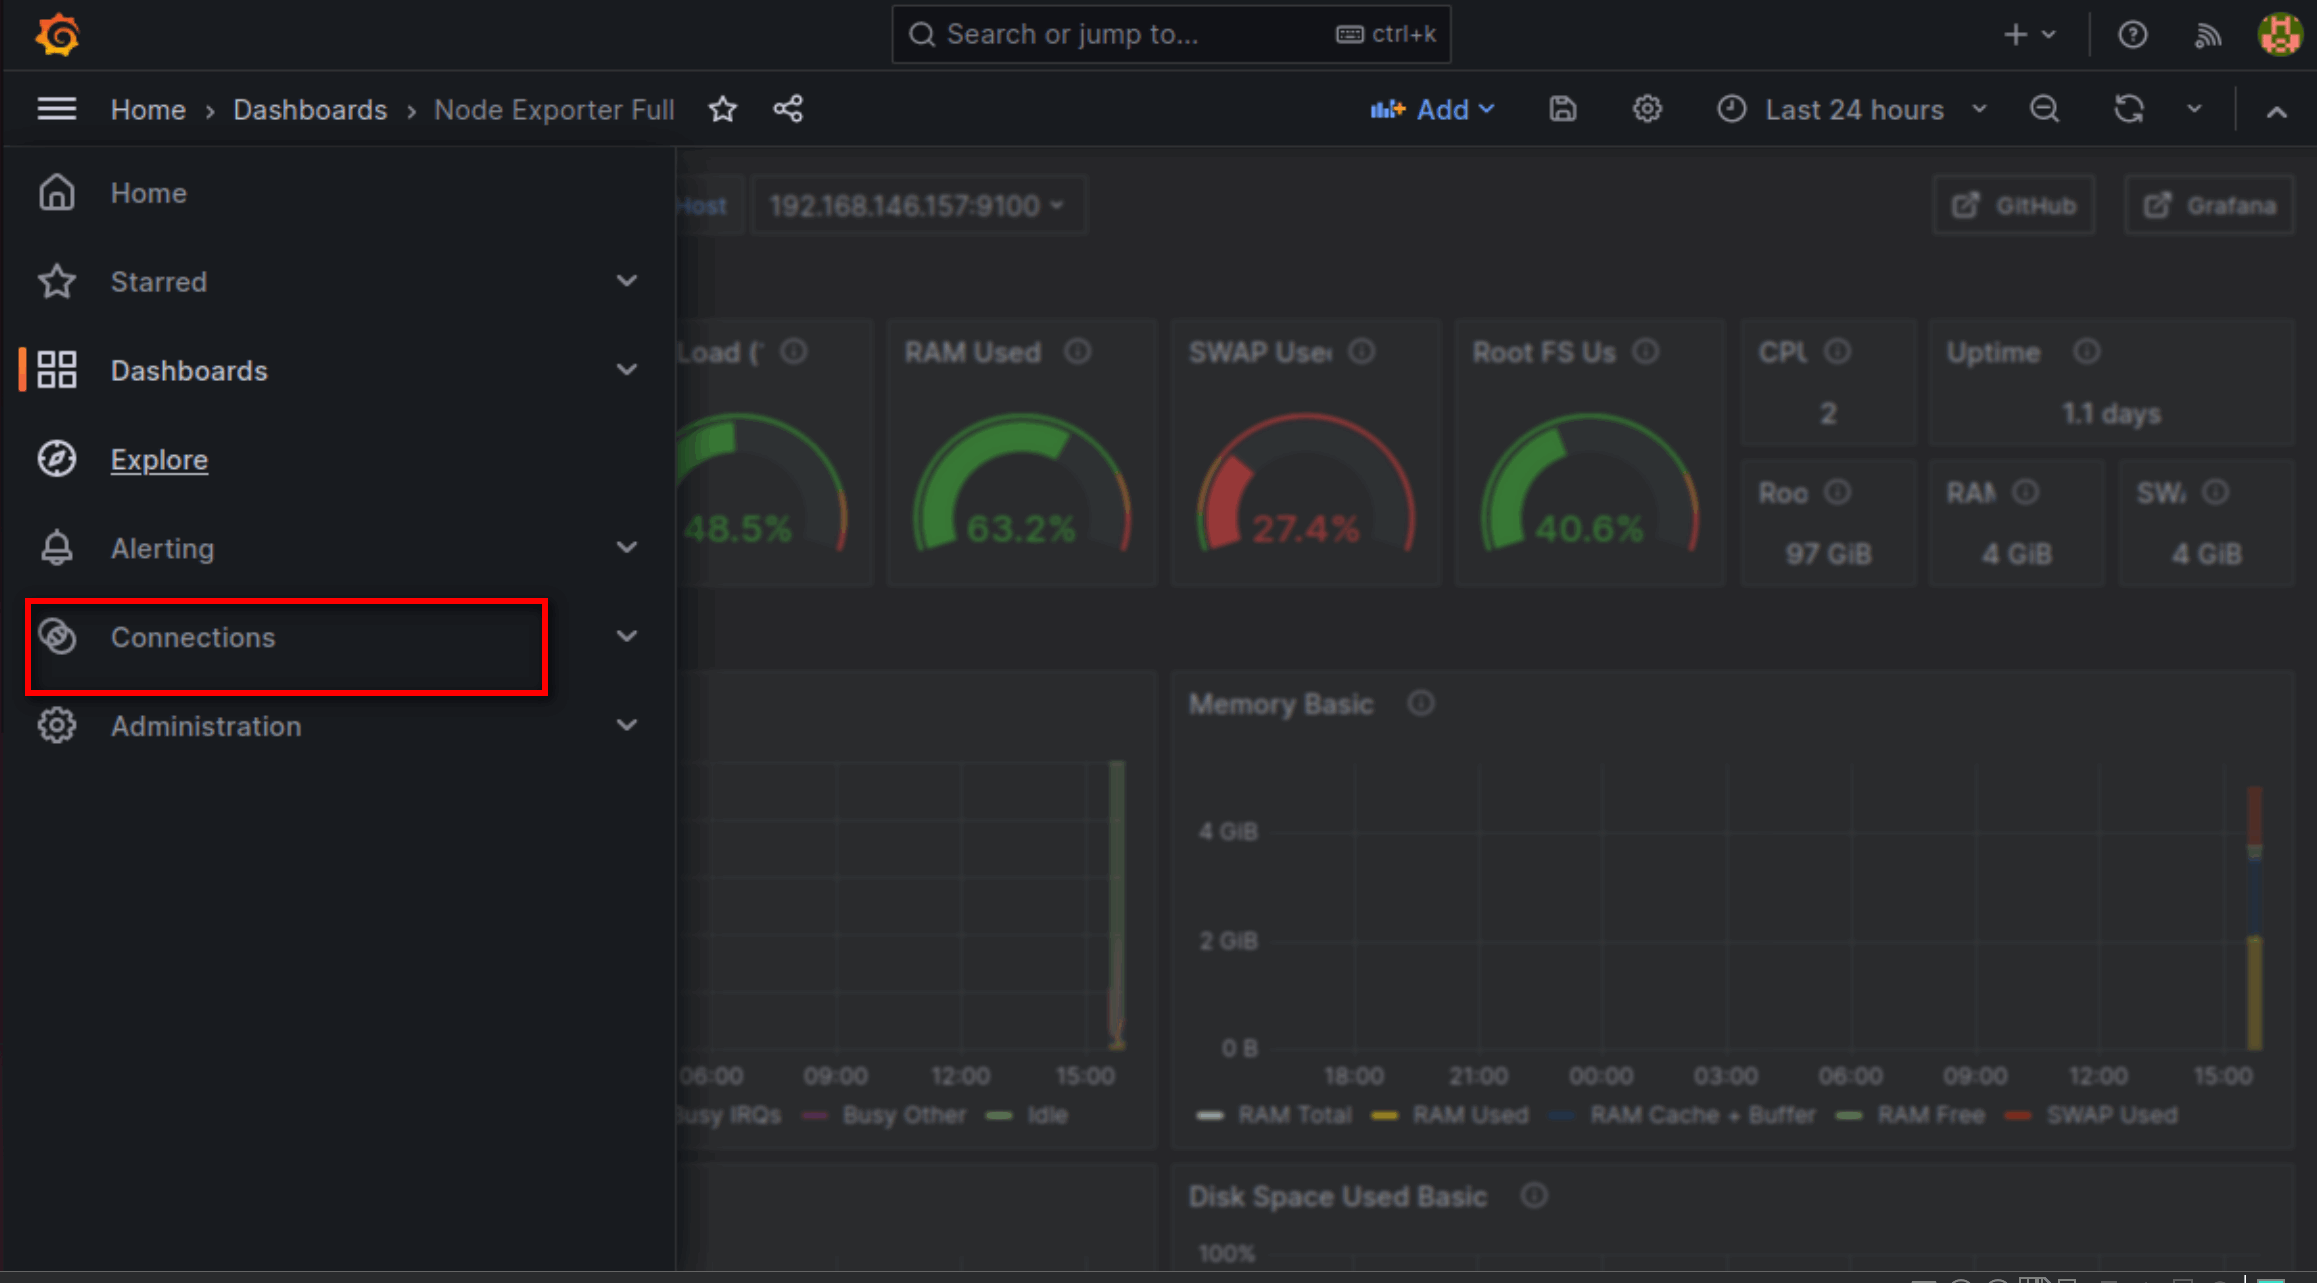 Search or jump to... ctrl+k
Home › Dashboards › Node Exporter Full Add Last 24 hours
Home
Starred
Dashboards
Explore
Alerting
Connections
Administration
Host 192.168.146.157:9100 GitHub Grafana
Load ( RAM Used SWAP Use Root FS Us CPU Uptime
48.5% 63.2% 27.4% 40.6% 2 1.1 days
Roo RAM SW
97 GiB 4 GiB 4 GiB
Memory Basic
4 GiB
2 GiB
0 B
06:00 09:00 12:00 15:00
Busy IRQs Busy Other Idle
18:00 21:00 00:00 03:00 06:00 09:00 12:00 15:00
RAM Total RAM Used RAM Cache + Buffer RAM Free SWAP Used
Disk Space Used Basic
100%